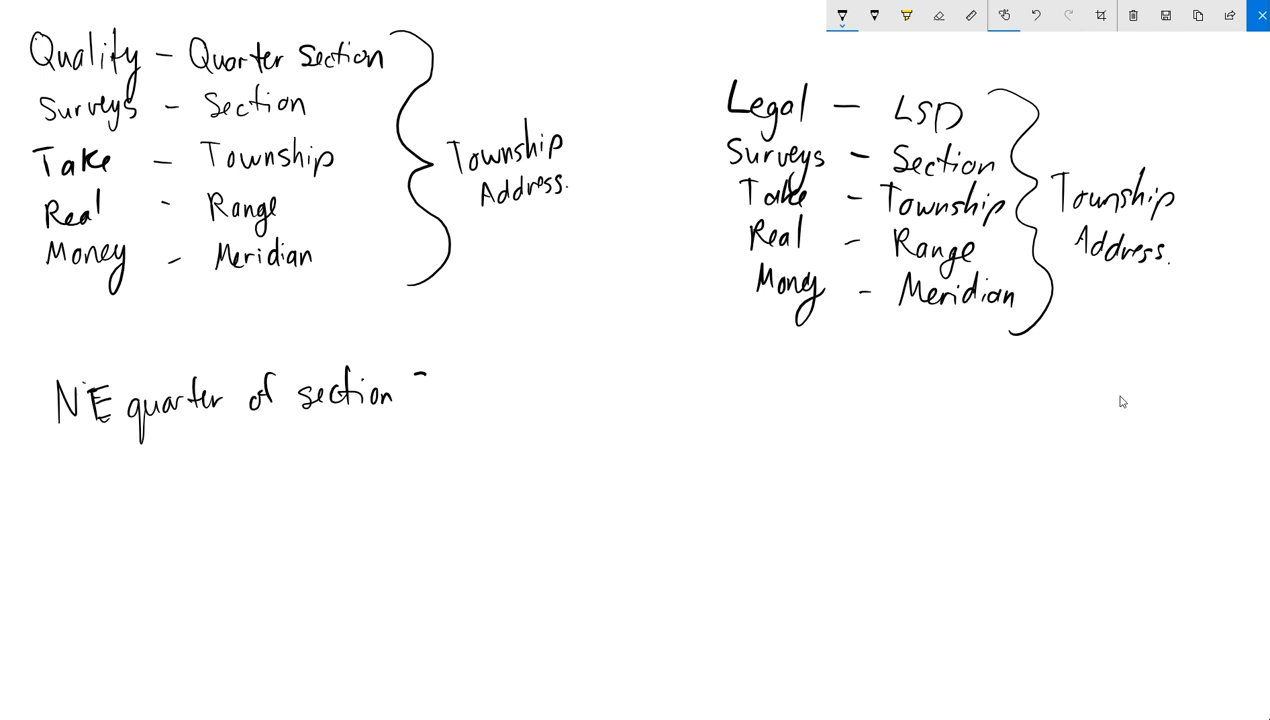 Quality - Quarter Section
Surveys - Section
Take - Township
Real - Range
Money - Meridian
Township
Address.
Legal - LSD
Surveys - Section
Take - Township
Real - Range
Money - Meridian
Township
Address.
NE quarter of section -